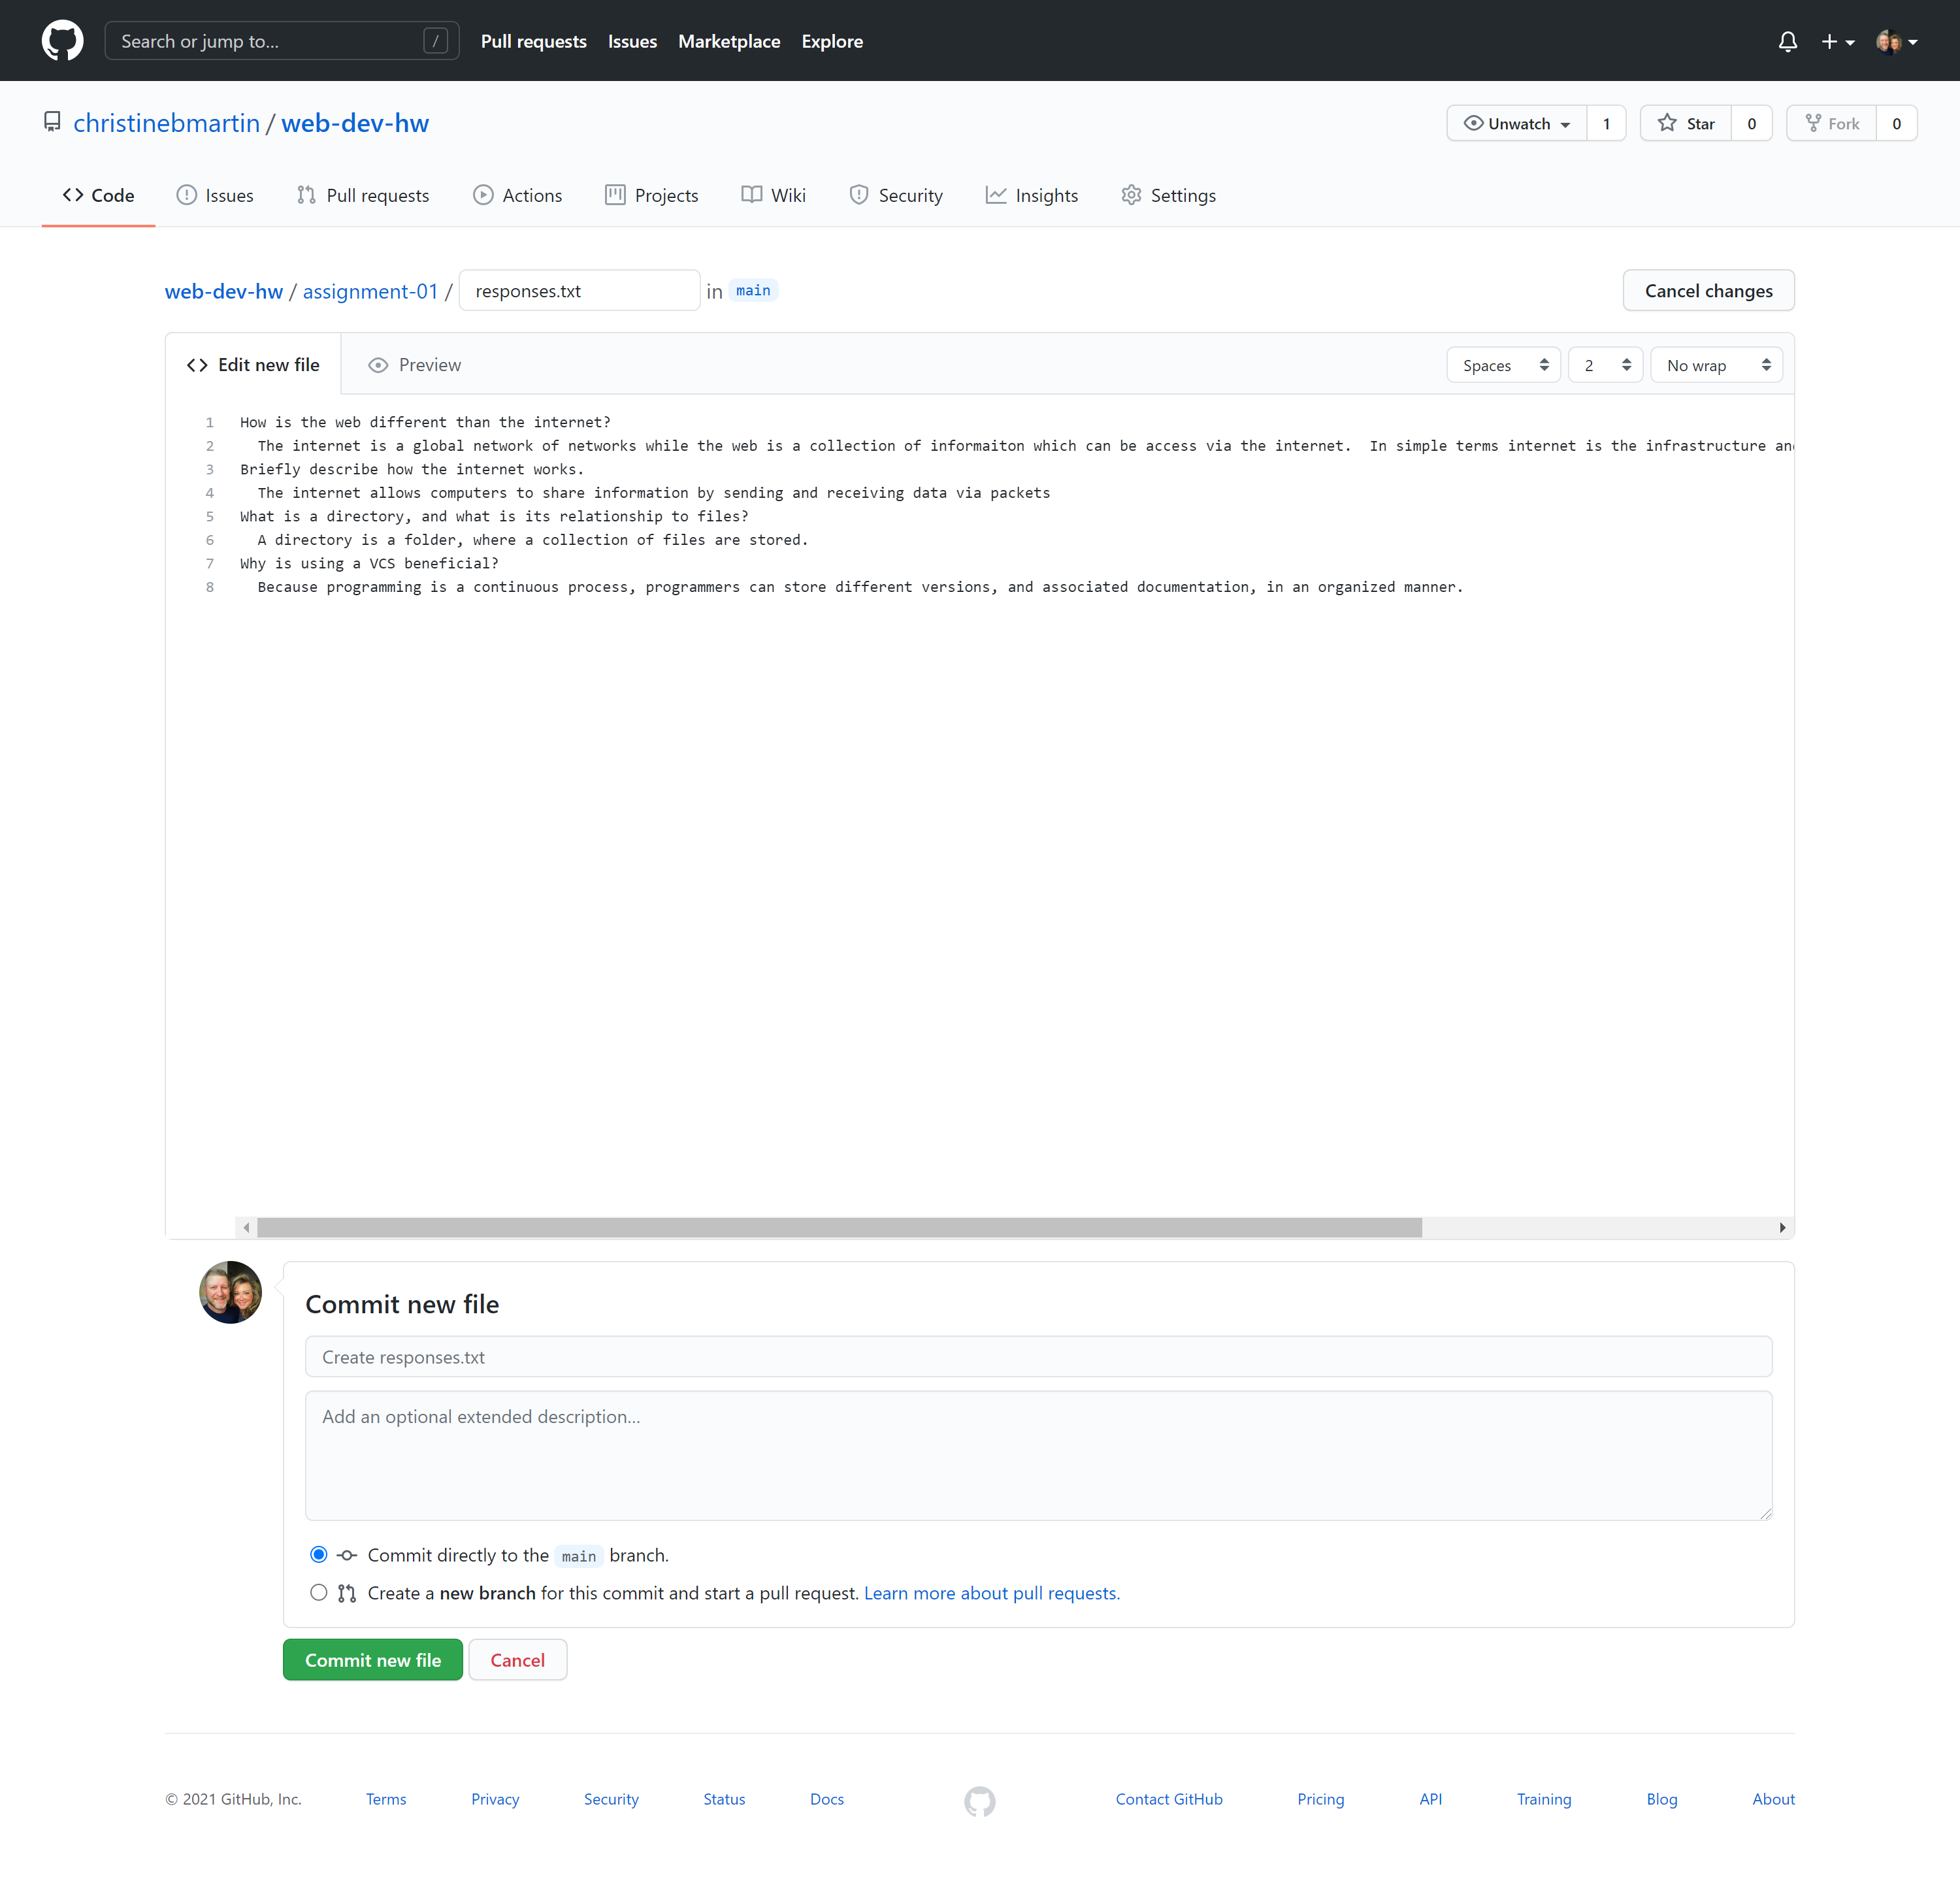 Search or jump to... /
Pull requests Issues Marketplace Explore
christinebmartin / web-dev-hw
Unwatch 1 Star 0 Fork 0
Code Issues Pull requests Actions Projects Wiki Security Insights Settings
web-dev-hw / assignment-01 / responses.txt in main
Cancel changes
Edit new file Preview
Spaces 2 No wrap
1 How is the web different than the internet?
2 The internet is a global network of networks while the web is a collection of informaiton which can be access via the internet.  In simple terms internet is the infrastructure
3 Briefly describe how the internet works.
4 The internet allows computers to share information by sending and receiving data via packets
5 What is a directory, and what is its relationship to files?
6 A directory is a folder, where a collection of files are stored.
7 Why is using a VCS beneficial?
8 Because programming is a continuous process, programmers can store different versions, and associated documentation, in an organized manner.
Commit new file
Create responses.txt
Add an optional extended description...
Commit directly to the main branch.
Create a new branch for this commit and start a pull request. Learn more about pull requests.
Commit new file Cancel
© 2021 GitHub, Inc. Terms Privacy Security Status Docs Contact GitHub Pricing API Training Blog About